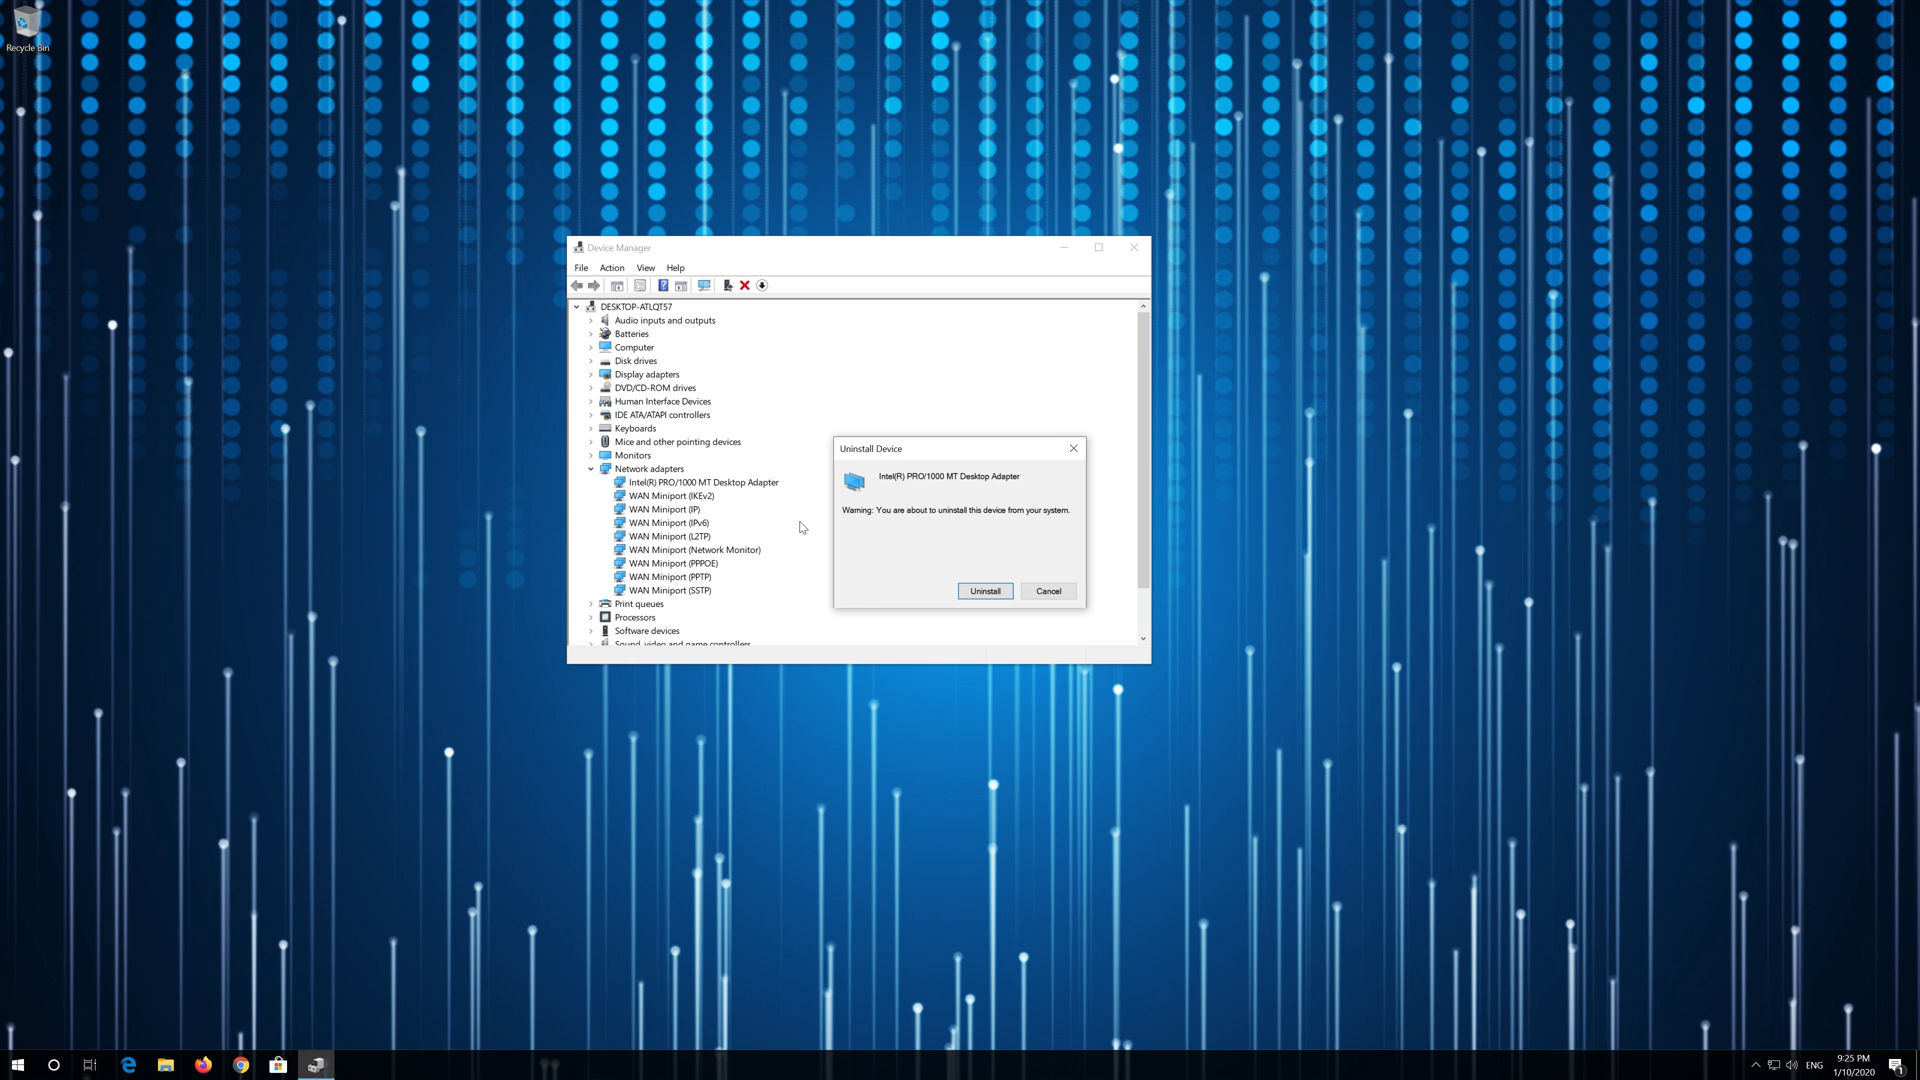 Recycle Bin
Device Manager
File Action View Help
DESKTOP-ATLQT57
Audio inputs and outputs
Batteries
Computer
Disk drives
Display adapters
DVD/CD-ROM drives
Human Interface Devices
IDE ATA/ATAPI controllers
Keyboards
Mice and other pointing devices
Monitors
Network adapters
Intel(R) PRO/1000 MT Desktop Adapter
WAN Miniport (IKEv2)
WAN Miniport (IP)
WAN Miniport (IPv6)
WAN Miniport (L2TP)
WAN Miniport (Network Monitor)
WAN Miniport (PPPOE)
WAN Miniport (PPTP)
WAN Miniport (SSTP)
Print queues
Processors
Software devices
Sound, video and game controllers
Uninstall Device
Intel(R) PRO/1000 MT Desktop Adapter
Warning: You are about to uninstall this device from your system.
Uninstall Cancel
ENG
9:25 PM
1/10/2020
1